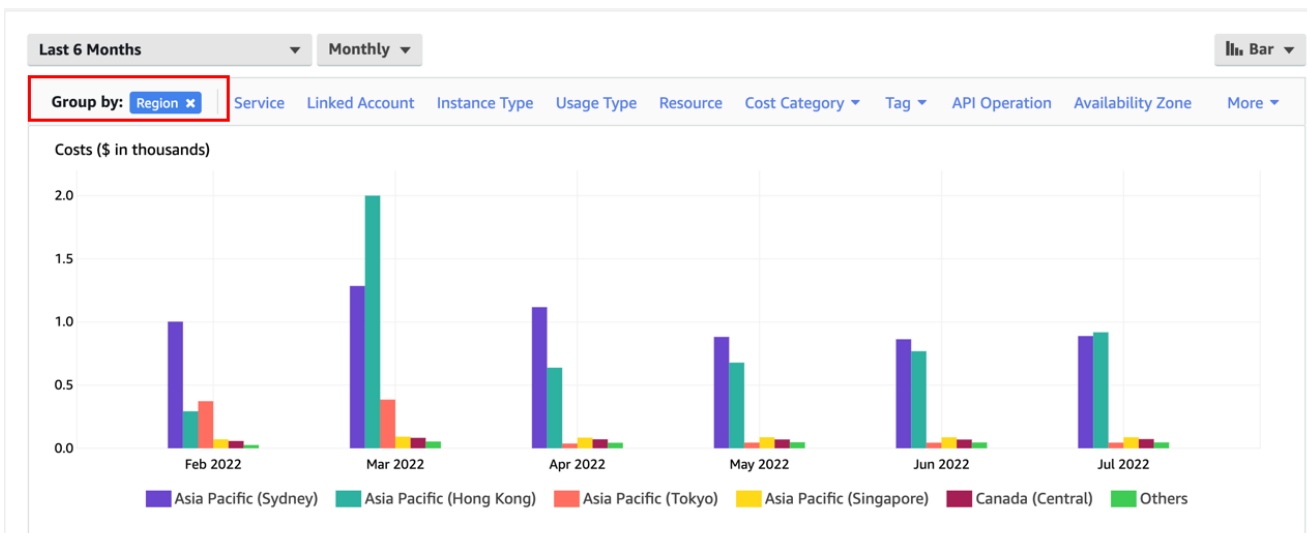 Last 6 Months Monthly Bar
Group by: Region Service Linked Account Instance Type Usage Type Resource Cost Category Tag API Operation Availability Zone More
Costs ($ in thousands)
2.0
1.5
1.0
0.5
0.0
Feb 2022 Mar 2022 Apr 2022 May 2022 Jun 2022 Jul 2022
Asia Pacific (Sydney) Asia Pacific (Hong Kong) Asia Pacific (Tokyo) Asia Pacific (Singapore) Canada (Central) Others